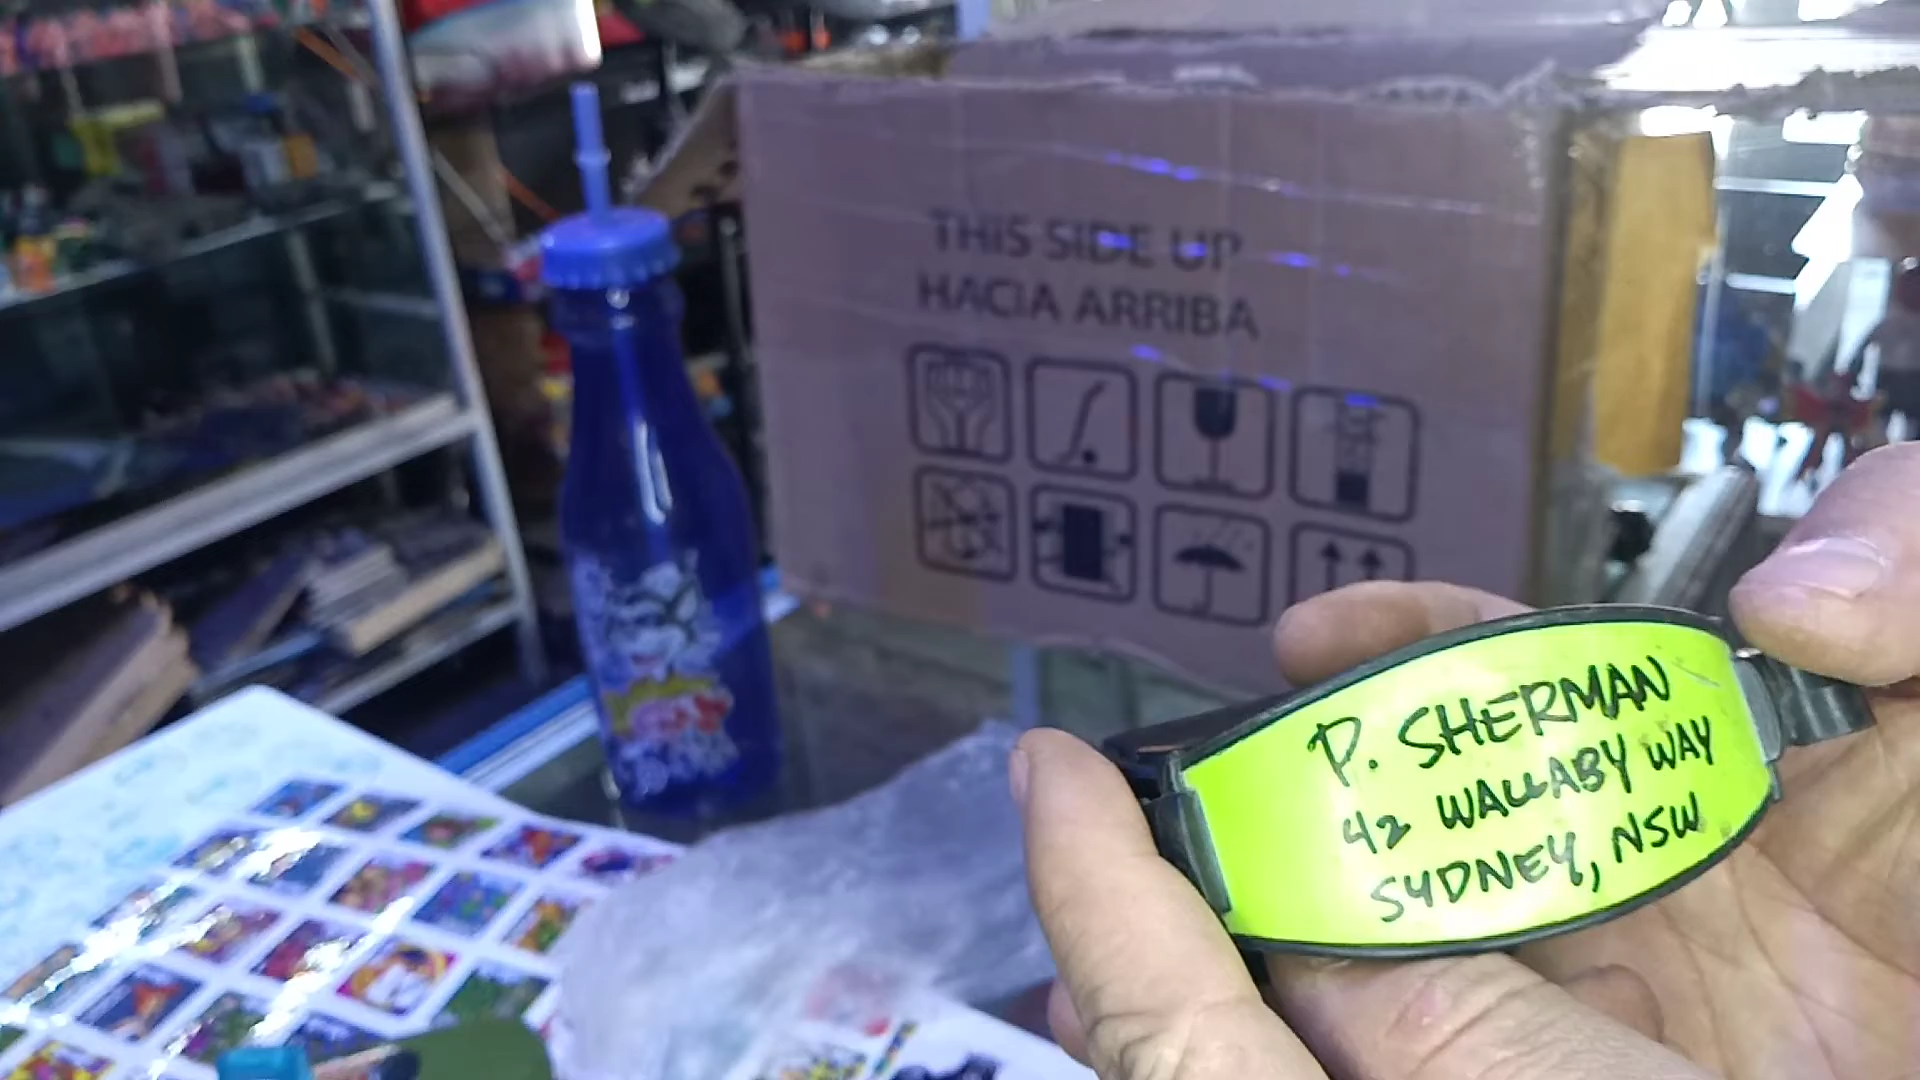 THIS SIDE UP
HACIA ARRIBA
P. SHERMAN
42 WALLABY WAY
SYDNEY, NSW